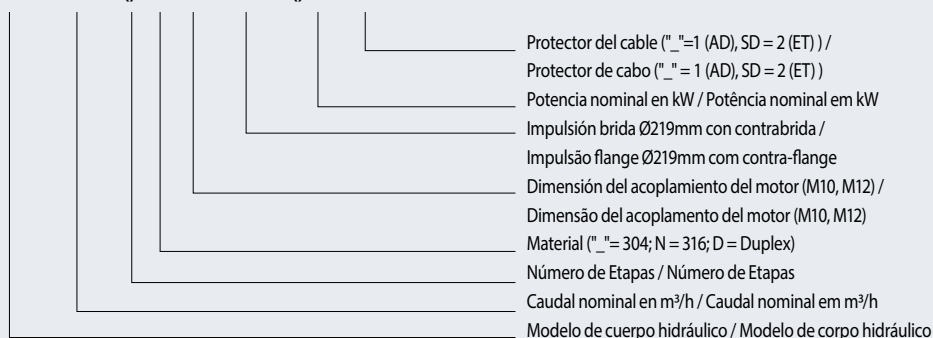 Protector del cable ("_"=1 (AD), SD = 2 (ET) ) /
Protector de cabo ("_" = 1 (AD), SD = 2 (ET) )
Potencia nominal en kW / Potência nominal em kW
Impulsión brida Ø219mm con contrabrida /
Impulsão flange Ø219mm com contra-flange
Dimensión del acoplamiento del motor (M10, M12) /
Dimensão del acoplamento del motor (M10, M12)
Material ("_"= 304; N = 316; D = Duplex)
Número de Etapas / Número de Etapas
Caudal nominal en m³/h / Caudal nominal em m³/h
Modelo de cuerpo hidráulico / Modelo de corpo hidráulico